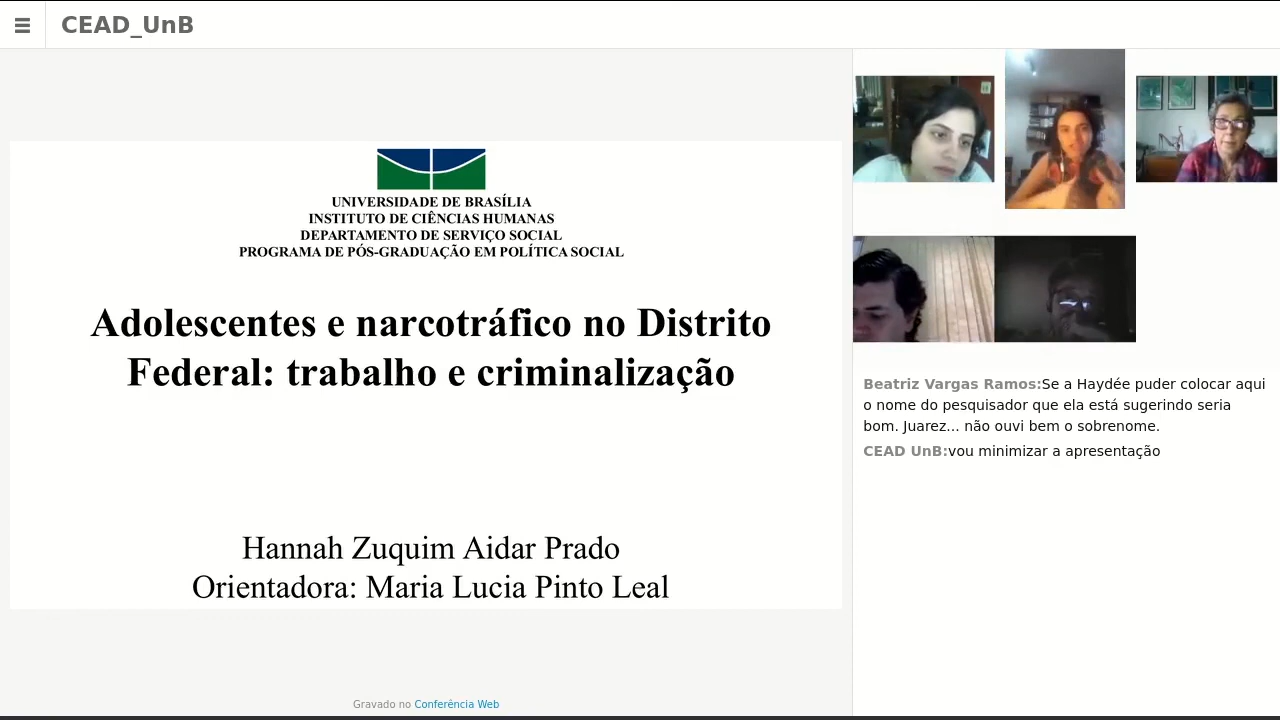 CEAD_UnB
UNIVERSIDADE DE BRASÍLIA
INSTITUTO DE CIÊNCIAS HUMANAS
DEPARTAMENTO DE SERVIÇO SOCIAL
PROGRAMA DE PÓS-GRADUAÇÃO EM POLÍTICA SOCIAL
Adolescentes e narcotráfico no Distrito
Federal: trabalho e criminalização
Hannah Zuquim Aidar Prado
Orientadora: Maria Lucia Pinto Leal
Gravado no Conferência Web
Beatriz Vargas Ramos:Se a Haydée puder colocar aqui
o nome do pesquisador que ela está sugerindo seria
bom. Juarez... não ouvi bem o sobrenome.
CEAD UnB:vou minimizar a apresentação